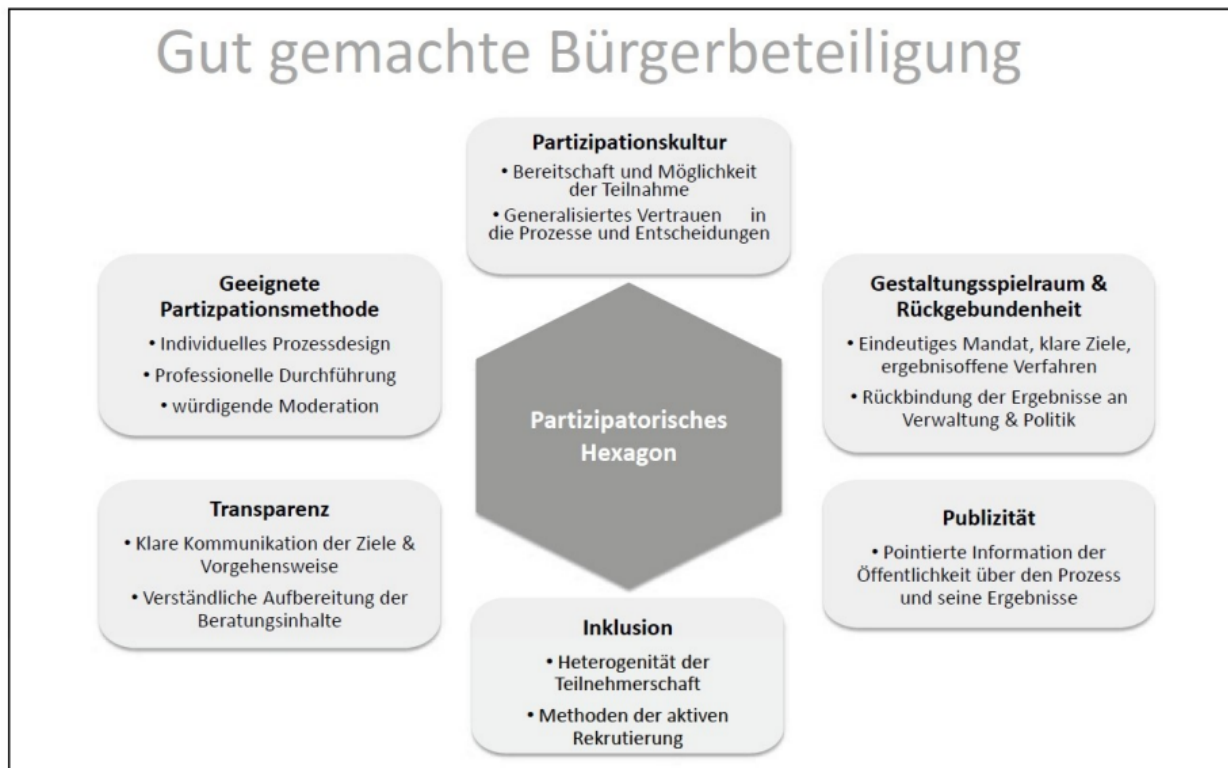 Gut gemachte Bürgerbeteiligung
Partizipationskultur
• Bereitschaft und Möglichkeit
der Teilnahme
• Generalisiertes Vertrauen in
die Prozesse und Entscheidungen
Geeignete
Partizpationsmethode
• Individuelles Prozessdesign
• Professionelle Durchführung
• würdigende Moderation
Gestaltungsspielraum &
Rückgebundenheit
• Eindeutiges Mandat, klare Ziele,
ergebnisoffene Verfahren
• Rückbindung der Ergebnisse an
Verwaltung & Politik
Partizipatorisches
Hexagon
Transparenz
• Klare Kommunikation der Ziele &
Vorgehensweise
• Verständliche Aufbereitung der
Beratungsinhalte
Publizität
• Pointierte Information der
Öffentlichkeit über den Prozess
und seine Ergebnisse
Inklusion
• Heterogenität der
Teilnehmerschaft
• Methoden der aktiven
Rekrutierung